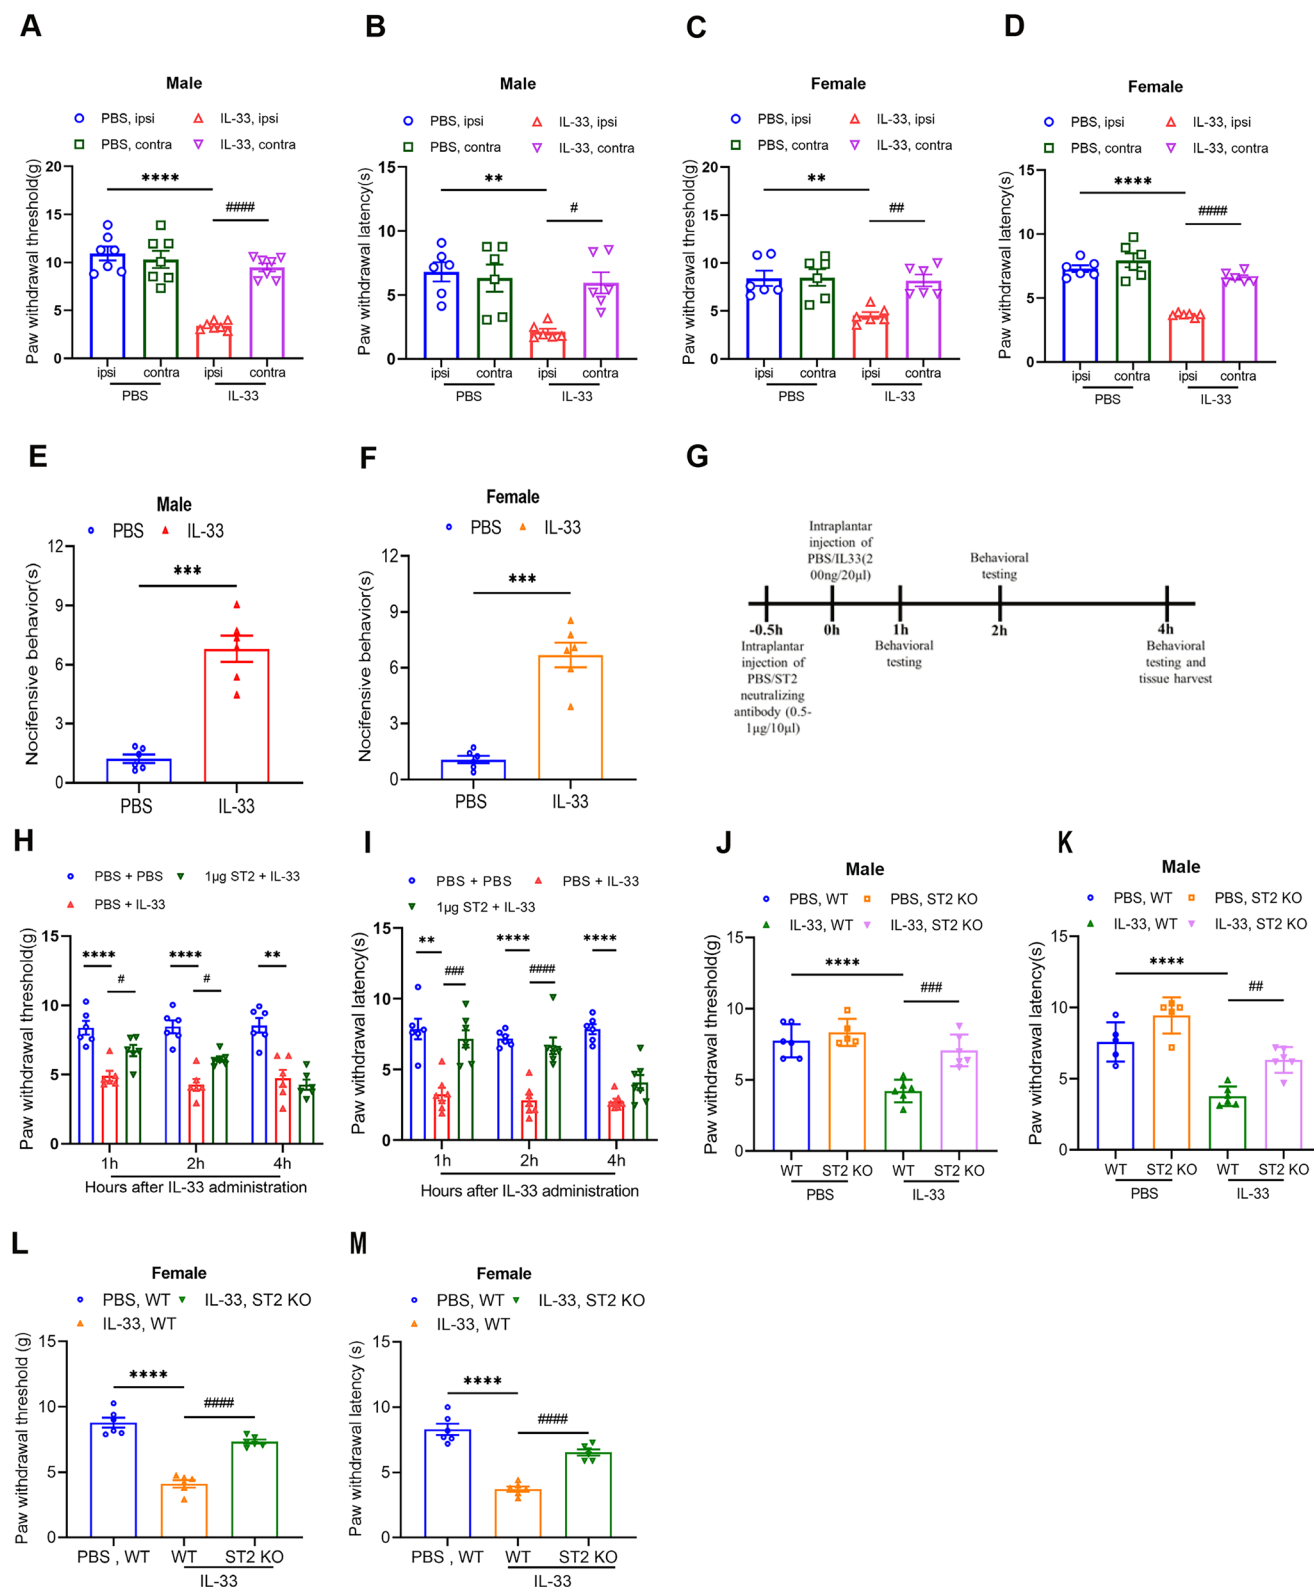 A
Male
PBS, ipsi
IL-33, ipsi
PBS, contra
IL-33, contra
Paw withdrawal threshold(g)
20
15
10
5
0
****
####
ipsi contra ipsi contra
PBS IL-33
B
Male
PBS, ipsi
IL-33, ipsi
PBS, contra
IL-33, contra
Paw withdrawal latency(s)
15
10
5
0
**
#
ipsi contra ipsi contra
PBS IL-33
C
Female
PBS, ipsi
IL-33, ipsi
PBS, contra
IL-33, contra
Paw withdrawal threshold(g)
20
15
10
5
0
**
##
ipsi contra ipsi contra
PBS IL-33
D
Female
PBS, ipsi
IL-33, ipsi
PBS, contra
IL-33, contra
Paw withdrawal latency(s)
15
10
5
0
****
####
ipsi contra ipsi contra
PBS IL-33
E
Male
PBS IL-33
Nocifensive behavior(s)
12
9
6
3
0
***
PBS IL-33
F
Female
PBS IL-33
Nocifensive behavior(s)
12
9
6
3
0
***
PBS IL-33
G
Intraplantar
injection of
PBS/IL33(2
00ng/20μl)
Behavioral
testing
-0.5h 0h 1h 2h 4h
Intraplantar
injection of
PBS/ST2
neutralizing
antibody (0.5-
1μg/10μl)
Behavioral
testing
Behavioral
testing and
tissue harvest
H
PBS + PBS
1μg ST2 + IL-33
PBS + IL-33
Paw withdrawal threshold(g)
15
10
5
0
****
#
****
#
**
1h 2h 4h
Hours after IL-33 administration
I
PBS + PBS
PBS + IL-33
1μg ST2 + IL-33
Paw withdrawal latency(s)
15
10
5
0
**
###
****
####
****
1h 2h 4h
Hours after IL-33 administration
J
Male
PBS, WT
PBS, ST2 KO
IL-33, WT
IL-33, ST2 KO
Paw withdrawal threshold(g)
15
10
5
0
****
###
WT ST2 KO WT ST2 KO
PBS IL-33
K
Male
PBS, WT
PBS, ST2 KO
IL-33, WT
IL-33, ST2 KO
Paw withdrawal latency(s)
15
10
5
0
****
##
WT ST2 KO WT ST2 KO
PBS IL-33
L
Female
PBS, WT
IL-33, ST2 KO
IL-33, WT
Paw withdrawal threshold (g)
15
10
5
0
****
####
PBS , WT WT ST2 KO
IL-33
M
Female
PBS, WT
IL-33, ST2 KO
IL-33, WT
Paw withdrawal latency (s)
15
10
5
0
****
####
PBS , WT WT ST2 KO
IL-33